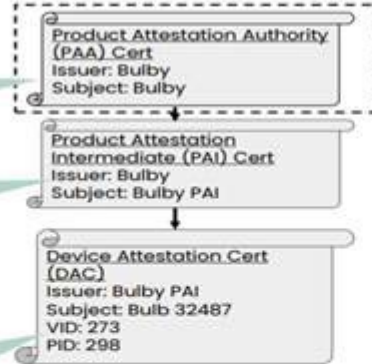 Product Attestation Authority
(PAA) Cert
Issuer: Bulby
Subject: Bulby
Product Attestation
Intermediate (PAI) Cert
Issuer: Bulby
Subject: Bulby PAI
Device Attestation Cert
(DAC)
Issuer: Bulby PAI
Subject: Bulb 32487
VID: 273
PID: 298